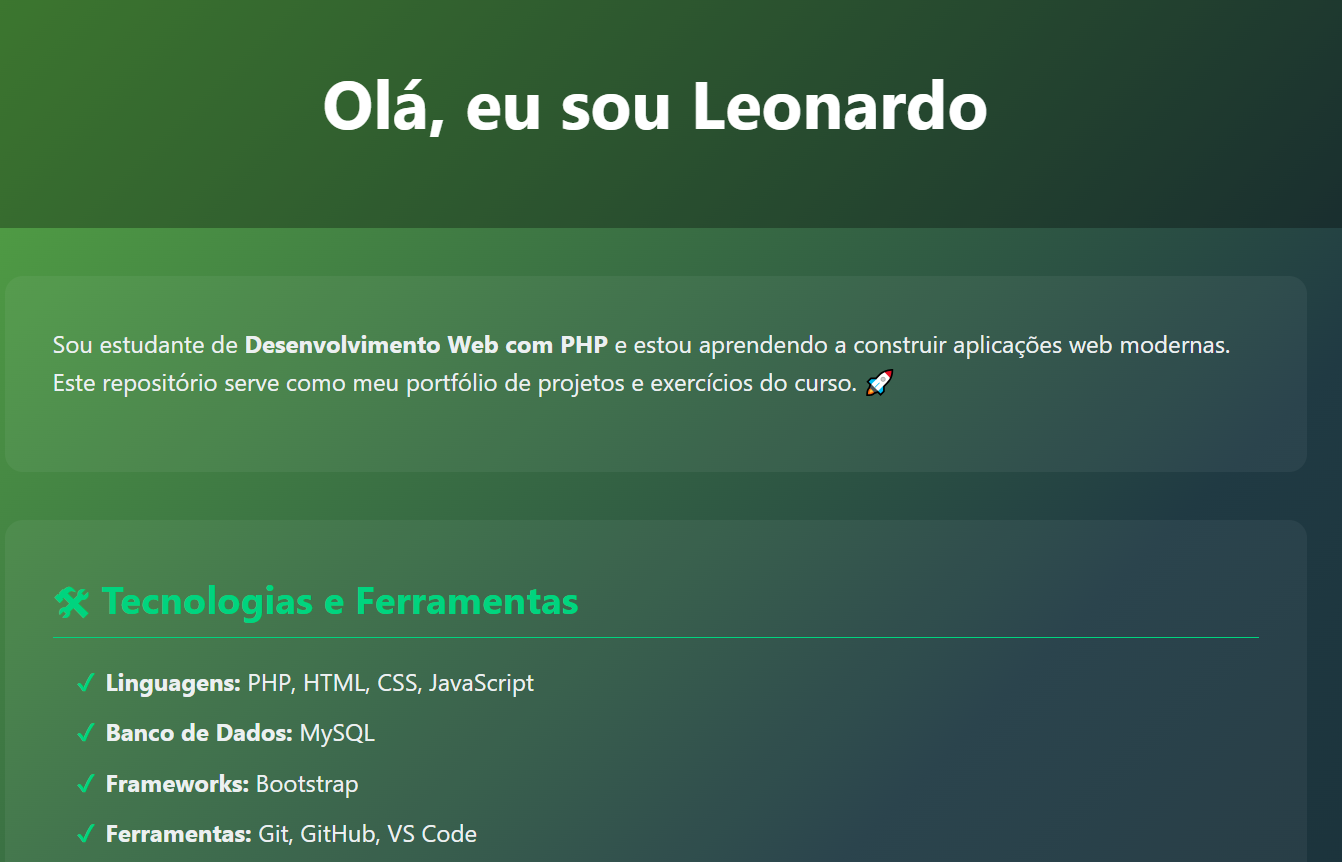 Olá, eu sou Leonardo
Sou estudante de Desenvolvimento Web com PHP e estou aprendendo a construir aplicações web modernas.
Este repositório serve como meu portfólio de projetos e exercícios do curso. 🚀
🛠 Tecnologias e Ferramentas
✓ Linguagens: PHP, HTML, CSS, JavaScript
✓ Banco de Dados: MySQL
✓ Frameworks: Bootstrap
✓ Ferramentas: Git, GitHub, VS Code